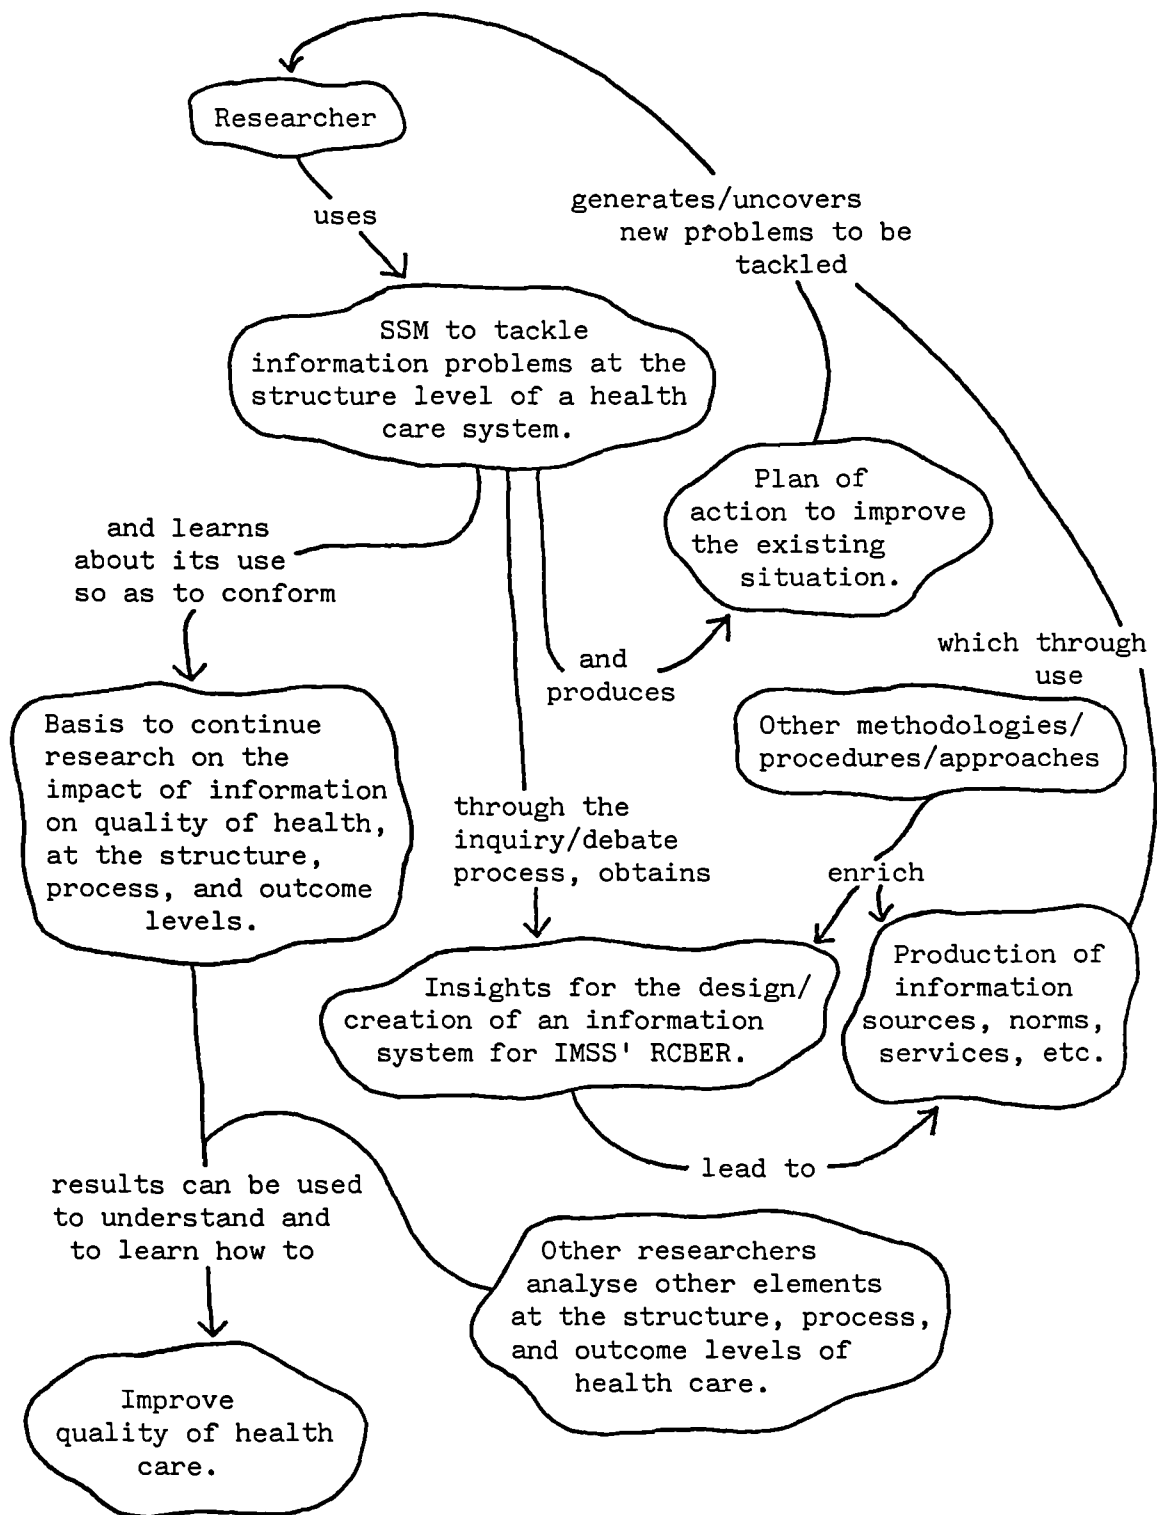 Researcher
uses
generates/uncovers
new problems to be
tackled
SSM to tackle
information problems at the
structure level of a health
care system.
Plan of
action to improve
the existing
situation.
and learns
about its use
so as to conform
and
produces
which through
use
Other methodologies/
procedures/approaches
Basis to continue
research on the
impact of information
on quality of health,
at the structure,
process, and outcome
levels.
through the
inquiry/debate
process, obtains
enrich
Insights for the design/
creation of an information
system for IMSS' RCBER.
Production of
information
sources, norms,
services, etc.
lead to
results can be used
to understand and
to learn how to
Other researchers
analyse other elements
at the structure, process,
and outcome levels of
health care.
Improve
quality of health
care.